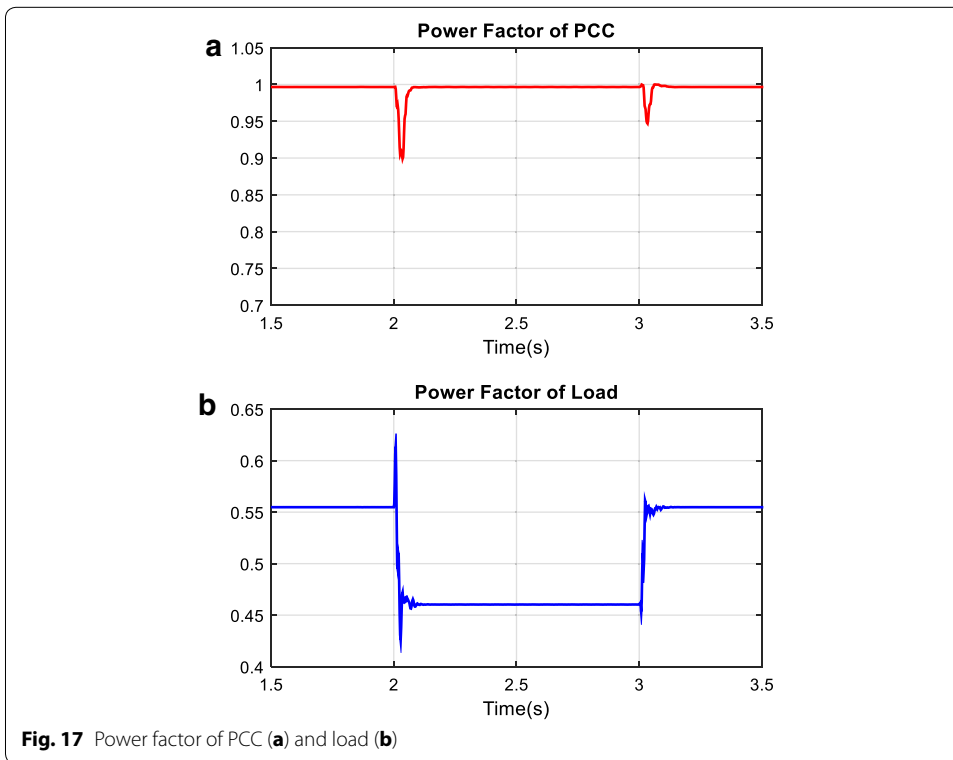 Power Factor of PCC
a
1.05
1
0.95
0.9
0.85
0.8
0.75
0.7
1.5 2 2.5 3 3.5
Time(s)
Power Factor of Load
b
0.65
0.6
0.55
0.5
0.45
0.4
1.5 2 2.5 3 3.5
Time(s)
Fig. 17 Power factor of PCC (a) and load (b)